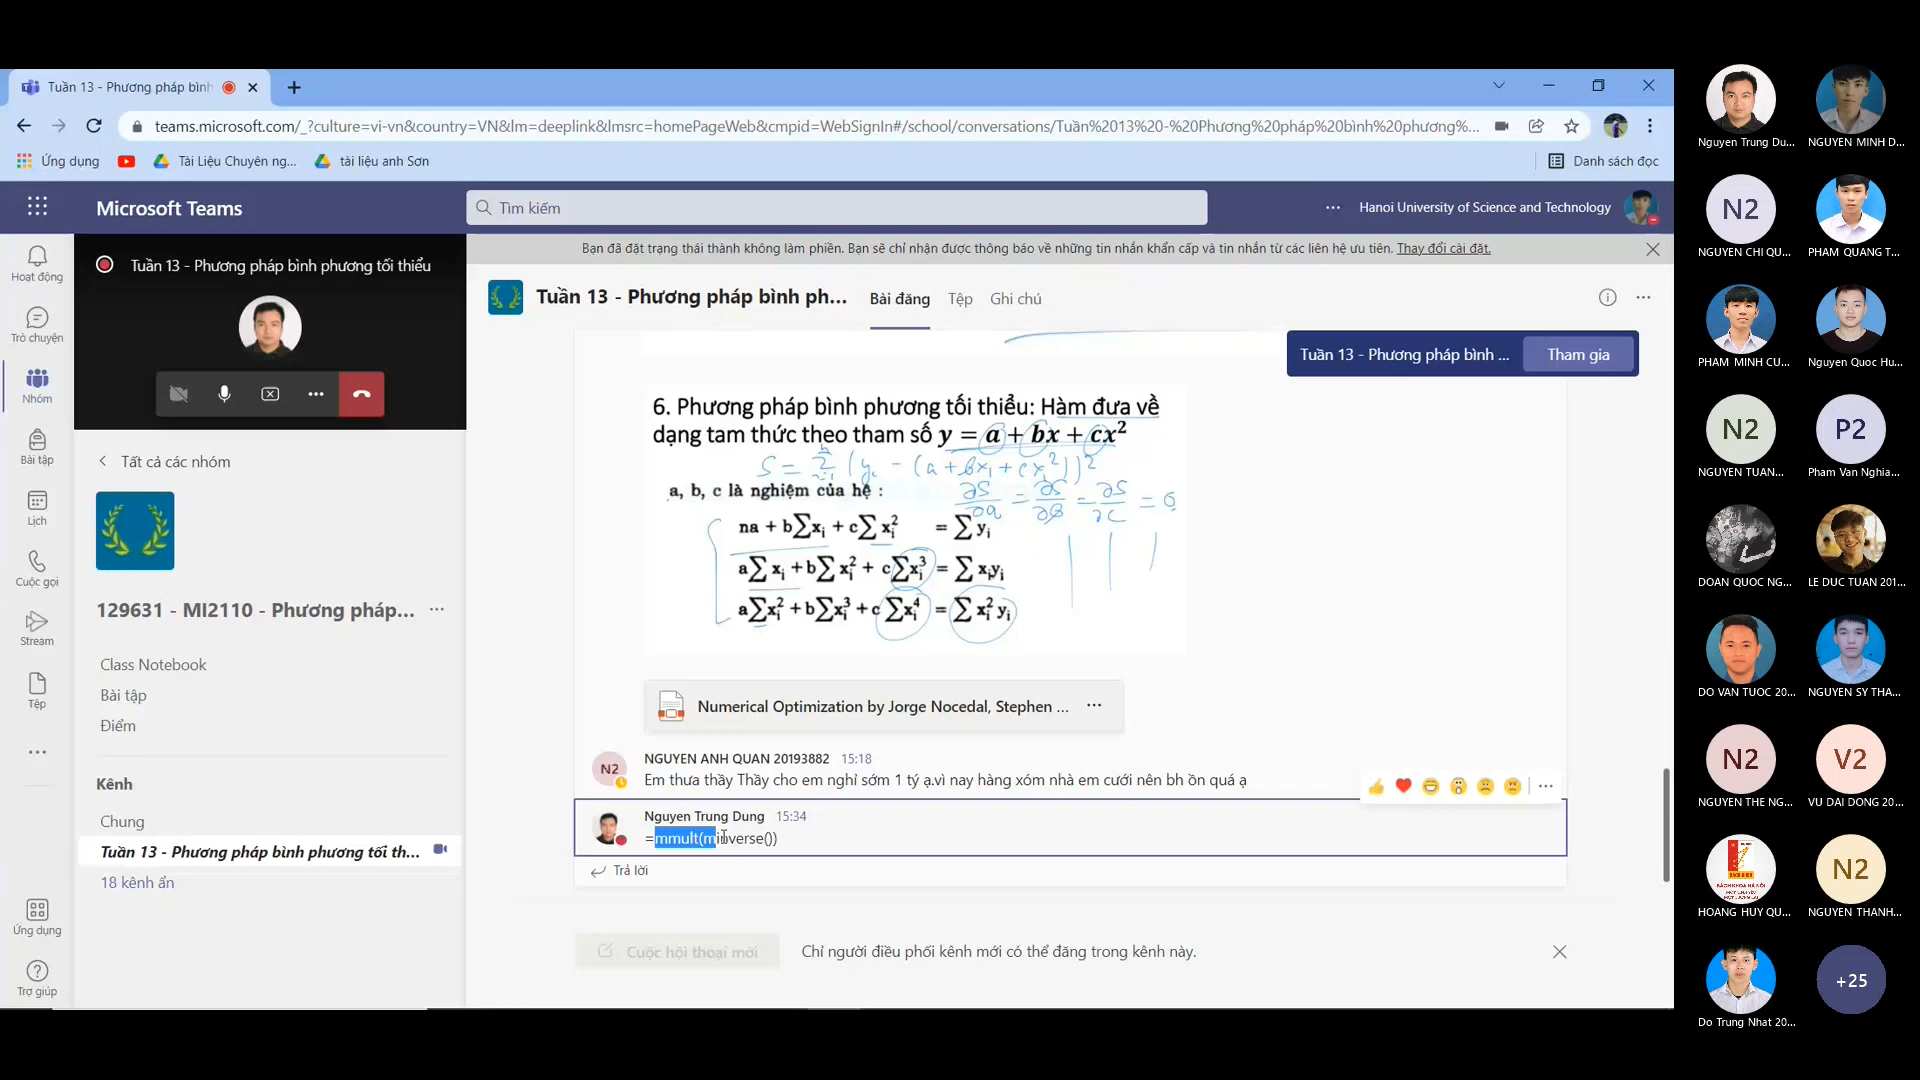 Tuần 13 - Phương pháp bình
teams.microsoft.com/_?culture=vi-vn&country=VN&lm=deeplink&lmsrc=homePageWeb&cmpid=WebSignIn#/school/conversations/Tuần%2013%20-%20Phương%20pháp%20bình%20phương%...
Ứng dụng
Tài Liệu Chuyên ng...
tài liệu anh Sơn
Danh sách đọc
Microsoft Teams
Tìm kiếm
Hanoi University of Science and Technology
Bạn đã đặt trạng thái thành không làm phiền. Bạn sẽ chỉ nhận được thông báo về những tin nhắn khẩn cấp và tin nhắn từ các liên hệ ưu tiên. Thay đổi cài đặt.
Hoạt động
Trò chuyện
Nhóm
Bài tập
Lịch
Cuộc gọi
Stream
Tệp
Ứng dụng
Trợ giúp
Tuần 13 - Phương pháp bình phương tối thiểu
Tất cả các nhóm
129631 - MI2110 - Phương pháp...
Class Notebook
Bài tập
Điểm
Kênh
Chung
Tuần 13 - Phương pháp bình phương tối th...
18 kênh ẩn
Tuần 13 - Phương pháp bình ph...
Bài đăng
Tệp
Ghi chú
Tuần 13 - Phương pháp bình ...
Tham gia
6. Phương pháp bình phương tối thiểu: Hàm đưa về
dạng tam thức theo tham số y = a + bx + cx²
S = Σ (yᵢ - (a + bxᵢ + cxᵢ²))²
a, b, c là nghiệm của hệ :
∂S/∂a = ∂S/∂B = ∂S/∂C = 0
na + b∑xᵢ + c∑ xᵢ² = ∑ yᵢ
a∑ xᵢ + b∑ xᵢ² + c∑xᵢ³ = ∑ xᵢyᵢ
a∑xᵢ² + b∑xᵢ³ + c ∑xᵢ⁴ = ∑ xᵢ² yᵢ
Numerical Optimization by Jorge Nocedal, Stephen ...
N2
NGUYEN ANH QUAN 20193882 15:18
Em thưa thầy Thầy cho em nghỉ sớm 1 tý ạ.vì nay hàng xóm nhà em cưới nên bh ồn quá ạ
Nguyen Trung Dung 15:34
=mmult(minverse())
Trả lời
Cuộc hội thoại mới
Chỉ người điều phối kênh mới có thể đăng trong kênh này.
Nguyen Trung Du...
NGUYEN MINH D...
N2
NGUYEN CHI QU...
PHAM QUANG T...
PHAM MINH CU...
Nguyen Quoc Hu...
N2
NGUYEN TUAN...
P2
Pham Van Nghia...
DOAN QUOC NG...
LE DUC TUAN 201...
DO VAN TUOC 20...
NGUYEN SY THA...
N2
NGUYEN THE NG...
V2
VU DAI DONG 20...
HOANG HUY QU...
N2
NGUYEN THANH...
Do Trung Nhat 20...
+25